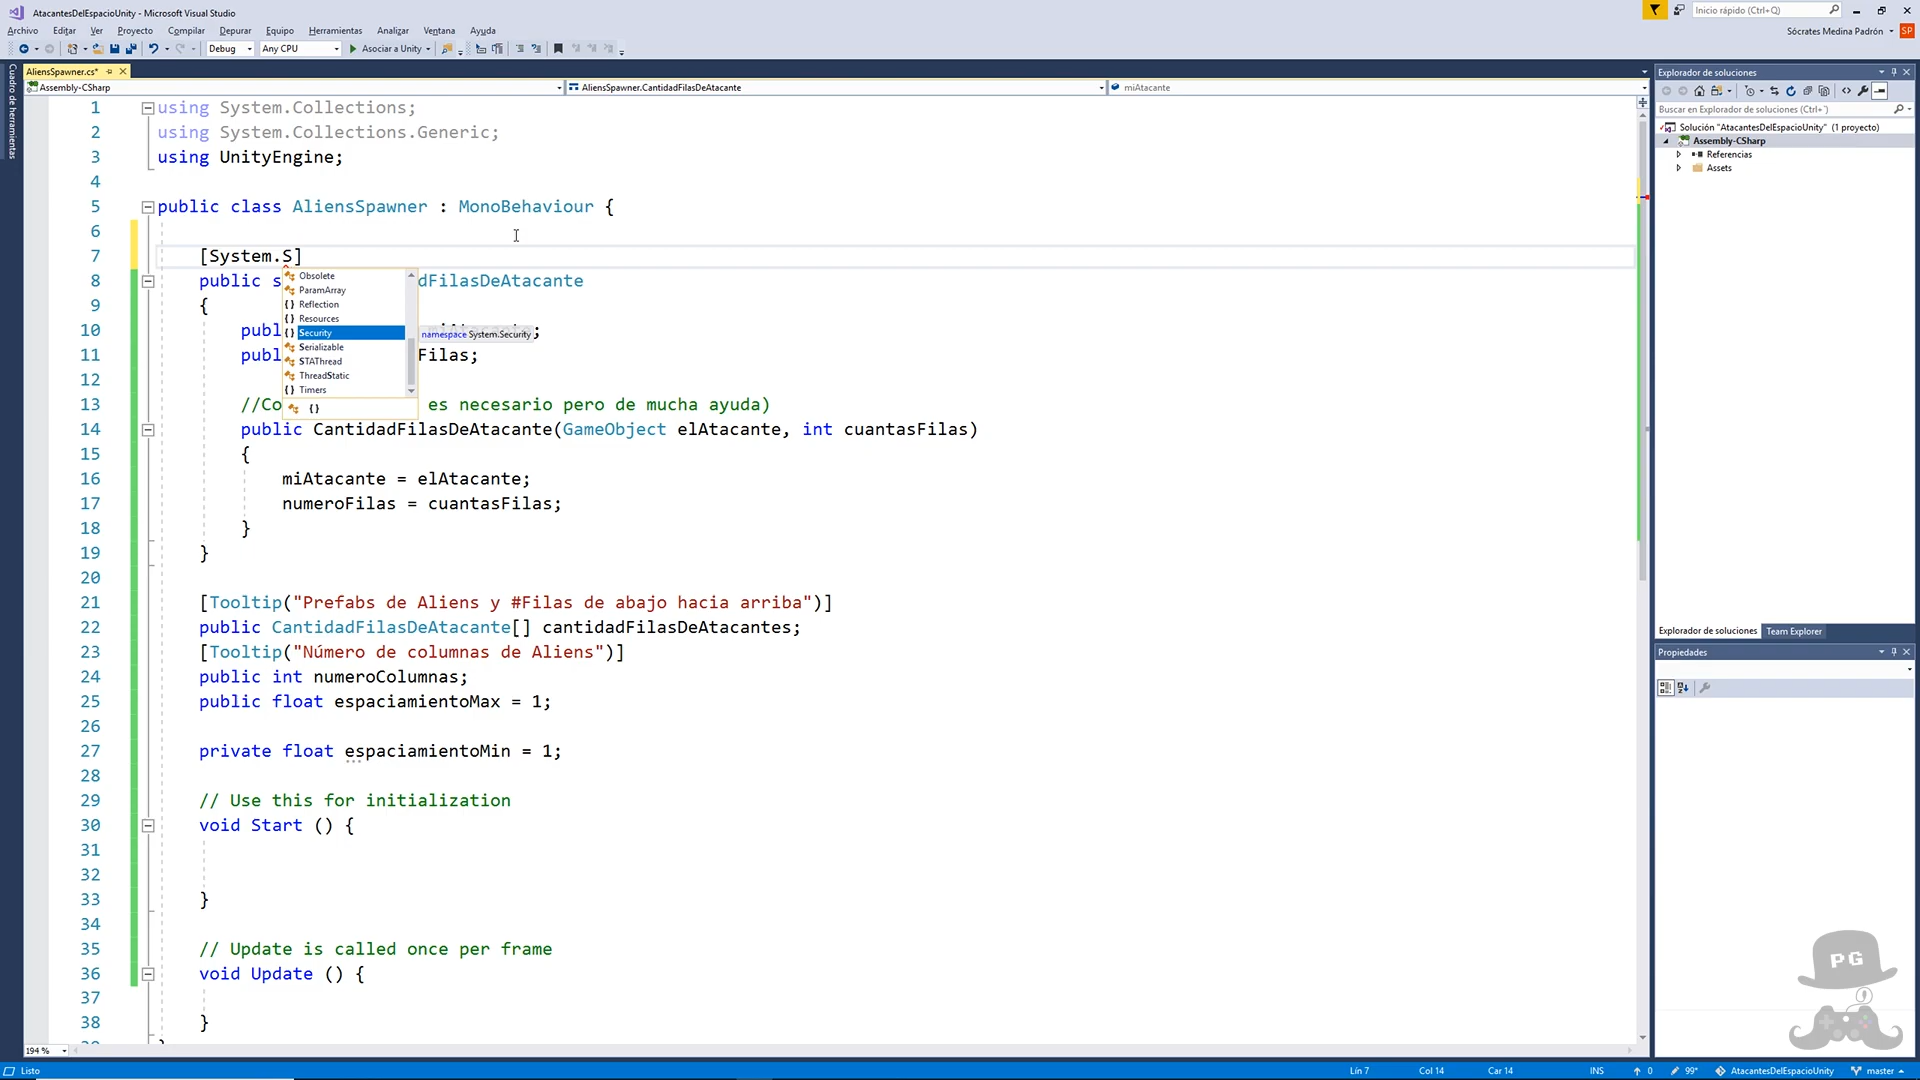 AtacantesDelEspacioUnity - Microsoft Visual Studio
Inicio rápido (Ctrl+Q)
Archivo Editar Ver Proyecto Compilar Depurar Equipo Herramientas Analizar Ventana Ayuda
Sócrates Medina Padrón SP
Debug Any CPU Asociar a Unity
Cuadro de herramientas
AliensSpawner.cs*
Assembly-CSharp AliensSpawner.CantidadFilasDeAtacante miAtacante
1 using System.Collections;
2 using System.Collections.Generic;
3 using UnityEngine;
4
5 public class AliensSpawner : MonoBehaviour {
6
7 [System.S]
8 public s dFilasDeAtacante
9 {
10 publ ;
11 publ Filas;
12
13 //Co es necesario pero de mucha ayuda)
14 public CantidadFilasDeAtacante(GameObject elAtacante, int cuantasFilas)
15 {
16 miAtacante = elAtacante;
17 numeroFilas = cuantasFilas;
18 }
19 }
20
21 [Tooltip("Prefabs de Aliens y #Filas de abajo hacia arriba")]
22 public CantidadFilasDeAtacante[] cantidadFilasDeAtacantes;
23 [Tooltip("Número de columnas de Aliens")]
24 public int numeroColumnas;
25 public float espaciamientoMax = 1;
26
27 private float espaciamientoMin = 1;
28
29 // Use this for initialization
30 void Start () {
31
32
33 }
34
35 // Update is called once per frame
36 void Update () {
37
38 }
Obsolete
ParamArray
{} Reflection
{} Resources
{} Security
Serializable
STAThread
ThreadStatic
{} Timers
{}
namespace System.Security
Explorador de soluciones
Buscar en Explorador de soluciones (Ctrl+')
Solución "AtacantesDelEspacioUnity" (1 proyecto)
Assembly-CSharp
Referencias
Assets
Explorador de soluciones Team Explorer
Propiedades
PG
194 %
Listo Lín 7 Col 14 Car 14 INS 0 99* AtacantesDelEspacioUnity master